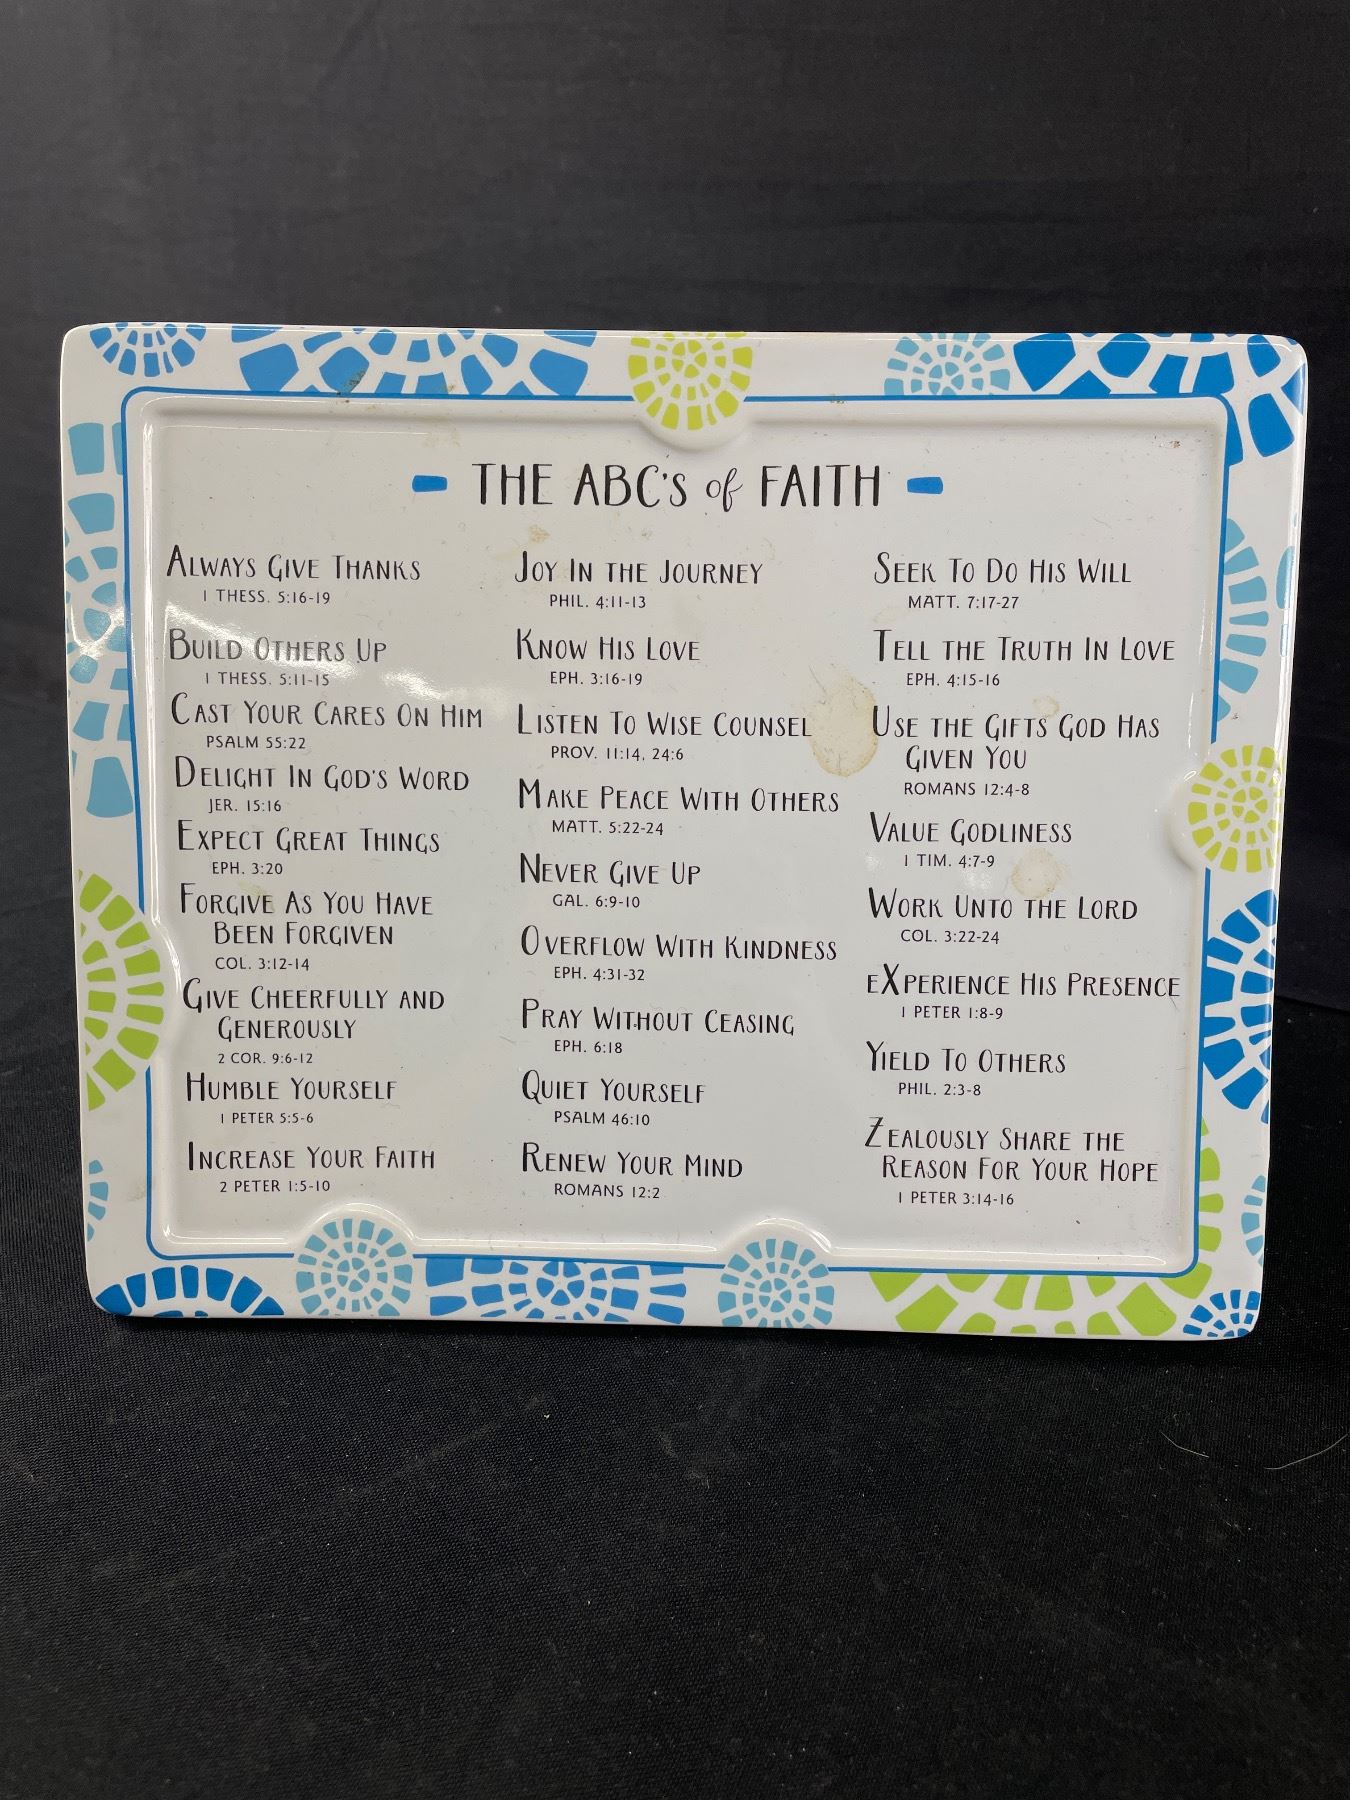 THE ABC'S of FAITH
ALWAYS GIVE THANKS
1 THESS. 5:16-19
BUILD OTHERS UP
1 THESS. 5:11-15
CAST YOUR CARES ON HIM
PSALM 55:22
DELIGHT IN GOD'S WORD
JER. 15:16
EXPECT GREAT THINGS
EPH. 3:20
FORGIVE AS YOU HAVE
BEEN FORGIVEN
COL. 3:12-14
GIVE CHEERFULLY AND
GENEROUSLY
2 COR. 9:6-12
HUMBLE YOURSELF
1 PETER 5:5-6
INCREASE YOUR FAITH
2 PETER 1:5-10
JOY IN THE JOURNEY
PHIL. 4:11-13
KNOW HIS LOVE
EPH. 3:16-19
LISTEN TO WISE COUNSEL
PROV. 11:14, 24:6
MAKE PEACE WITH OTHERS
MATT. 5:22-24
NEVER GIVE UP
GAL. 6:9-10
OVERFLOW WITH KINDNESS
EPH. 4:31-32
PRAY WITHOUT CEASING
EPH. 6:18
QUIET YOURSELF
PSALM 46:10
RENEW YOUR MIND
ROMANS 12:2
SEEK TO DO HIS WILL
MATT. 7:17-27
TELL THE TRUTH IN LOVE
EPH. 4:15-16
USE THE GIFTS GOD HAS
GIVEN YOU
ROMANS 12:4-8
VALUE GODLINESS
1 TIM. 4:7-9
WORK UNTO THE LORD
COL. 3:22-24
EXPERIENCE HIS PRESENCE
1 PETER 1:8-9
YIELD TO OTHERS
PHIL. 2:3-8
ZEALOUSLY SHARE THE
REASON FOR YOUR HOPE
1 PETER 3:14-16